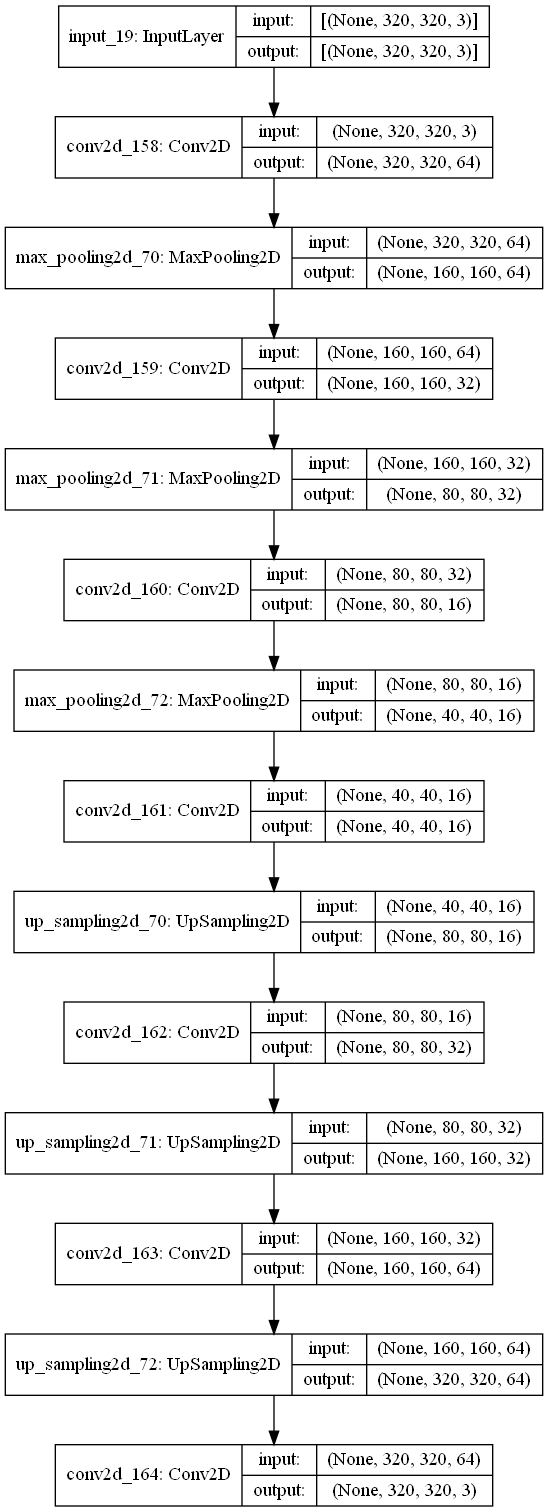 input_19: InputLayer
input: [(None, 320, 320, 3)]
output: [(None, 320, 320, 3)]
conv2d_158: Conv2D
input: (None, 320, 320, 3)
output: (None, 320, 320, 64)
max_pooling2d_70: MaxPooling2D
input: (None, 320, 320, 64)
output: (None, 160, 160, 64)
conv2d_159: Conv2D
input: (None, 160, 160, 64)
output: (None, 160, 160, 32)
max_pooling2d_71: MaxPooling2D
input: (None, 160, 160, 32)
output: (None, 80, 80, 32)
conv2d_160: Conv2D
input: (None, 80, 80, 32)
output: (None, 80, 80, 16)
max_pooling2d_72: MaxPooling2D
input: (None, 80, 80, 16)
output: (None, 40, 40, 16)
conv2d_161: Conv2D
input: (None, 40, 40, 16)
output: (None, 40, 40, 16)
up_sampling2d_70: UpSampling2D
input: (None, 40, 40, 16)
output: (None, 80, 80, 16)
conv2d_162: Conv2D
input: (None, 80, 80, 16)
output: (None, 80, 80, 32)
up_sampling2d_71: UpSampling2D
input: (None, 80, 80, 32)
output: (None, 160, 160, 32)
conv2d_163: Conv2D
input: (None, 160, 160, 32)
output: (None, 160, 160, 64)
up_sampling2d_72: UpSampling2D
input: (None, 160, 160, 64)
output: (None, 320, 320, 64)
conv2d_164: Conv2D
input: (None, 320, 320, 64)
output: (None, 320, 320, 3)